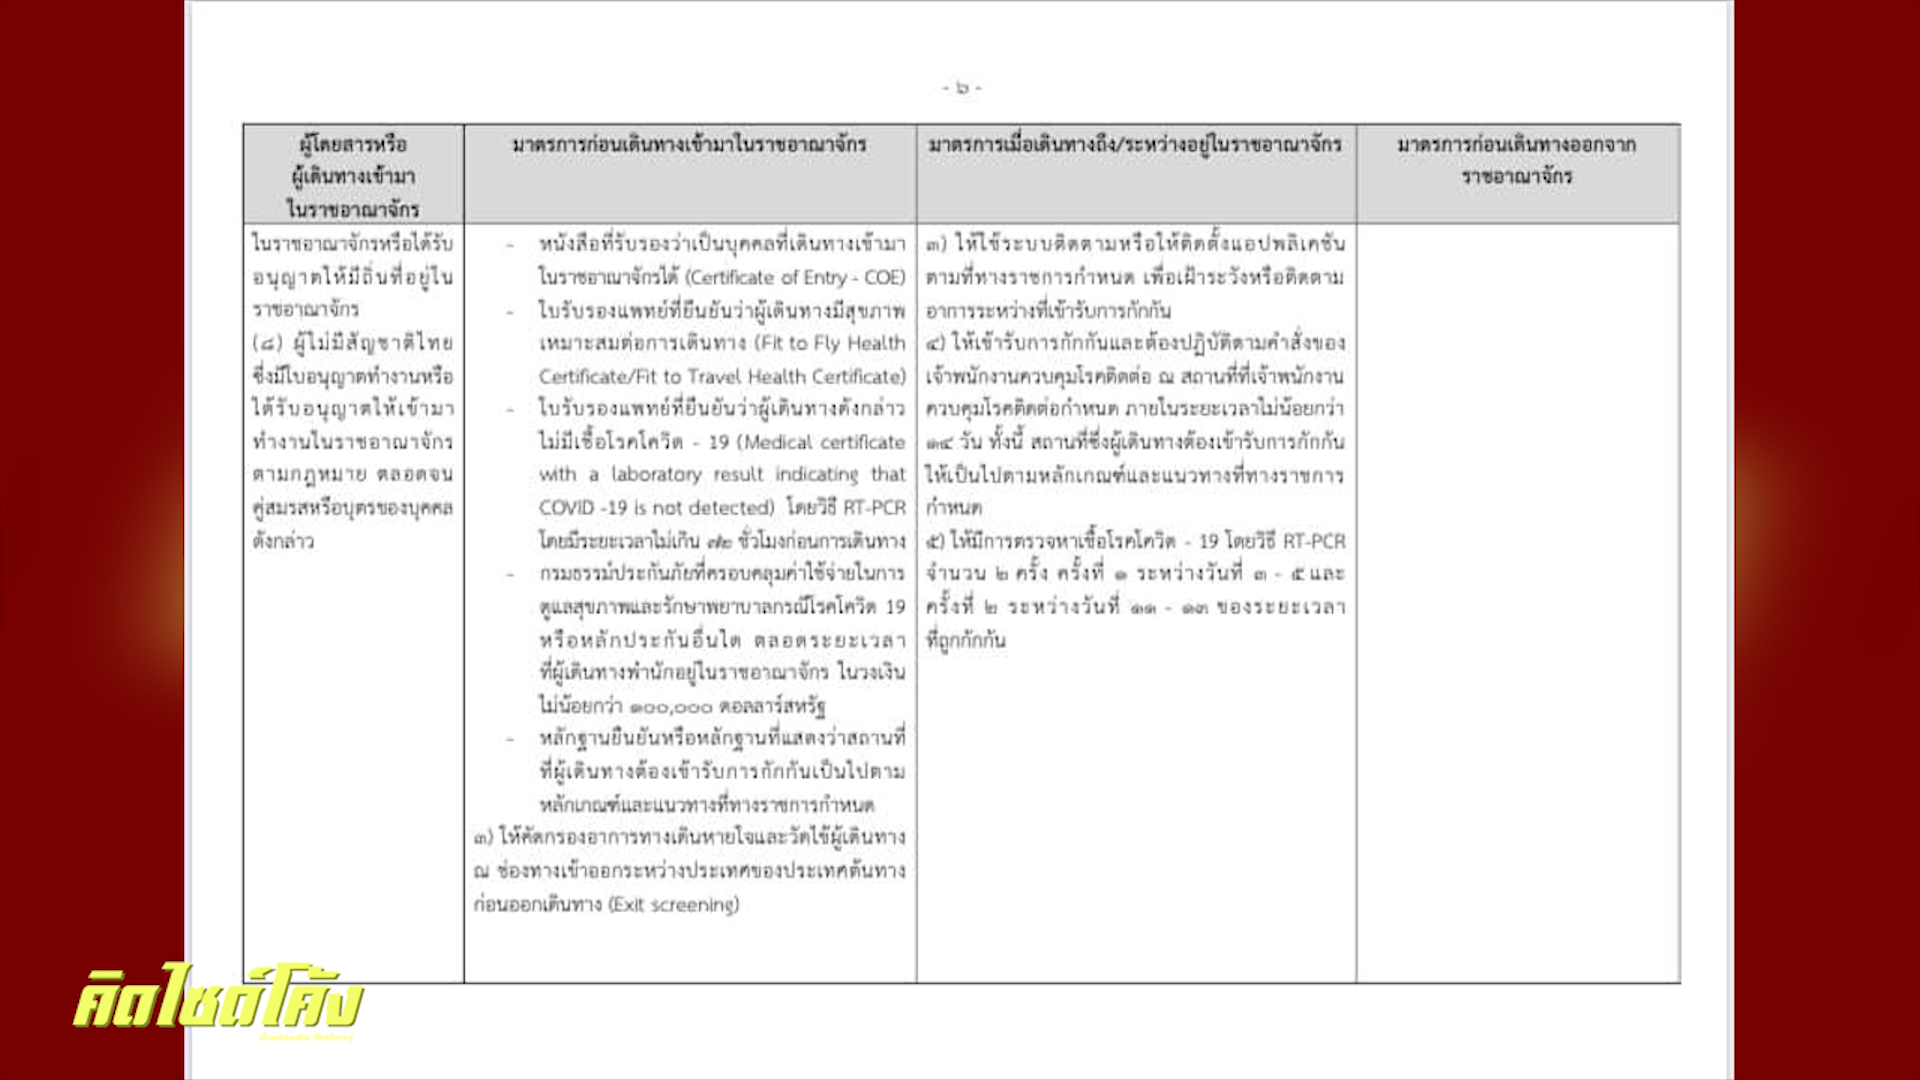 - ๖ -
ผู้โดยสารหรือ
ผู้เดินทางเข้ามา
ในราชอาณาจักร
มาตรการก่อนเดินทางเข้ามาในราชอาณาจักร
มาตรการเมื่อเดินทางถึง/ระหว่างอยู่ในราชอาณาจักร
มาตรการก่อนเดินทางออกจาก
ราชอาณาจักร
ในราชอาณาจักรหรือได้รับ
อนุญาตให้มีถิ่นที่อยู่ใน
ราชอาณาจักร
(๘) ผู้ไม่มีสัญชาติไทย
ซึ่งมีใบอนุญาตทำงานหรือ
ได้รับอนุญาตให้เข้ามา
ทำงานในราชอาณาจักร
ตามกฎหมาย ตลอดจน
คู่สมรสหรือบุตรของบุคคล
ดังกล่าว
- หนังสือที่รับรองว่าเป็นบุคคลที่เดินทางเข้ามา
ในราชอาณาจักรได้ (Certificate of Entry - COE)
- ใบรับรองแพทย์ที่ยืนยันว่าผู้เดินทางมีสุขภาพ
เหมาะสมต่อการเดินทาง (Fit to Fly Health
Certificate/Fit to Travel Health Certificate)
- ใบรับรองแพทย์ที่ยืนยันว่าผู้เดินทางดังกล่าว
ไม่มีเชื้อโรคโควิด - 19 (Medical certificate
with a laboratory result indicating that
COVID -19 is not detected) โดยวิธี RT-PCR
โดยมีระยะเวลาไม่เกิน ๗๒ ชั่วโมงก่อนการเดินทาง
- กรมธรรม์ประกันภัยที่ครอบคลุมค่าใช้จ่ายในการ
ดูแลสุขภาพและรักษาพยาบาลกรณีโรคโควิด 19
หรือหลักประกันอื่นใด ตลอดระยะเวลา
ที่ผู้เดินทางพำนักอยู่ในราชอาณาจักร ในวงเงิน
ไม่น้อยกว่า ๑๐๐,๐๐๐ ดอลลาร์สหรัฐ
- หลักฐานยืนยันหรือหลักฐานที่แสดงว่าสถานที่
ที่ผู้เดินทางต้องเข้ารับการกักกันเป็นไปตาม
หลักเกณฑ์และแนวทางที่ทางราชการกำหนด
๓) ให้คัดกรองอาการทางเดินหายใจและวัดไข้ผู้เดินทาง
ณ ช่องทางเข้าออกระหว่างประเทศของประเทศต้นทาง
ก่อนออกเดินทาง (Exit screening)
๓) ให้ใช้ระบบติดตามหรือให้ติดตั้งแอปพลิเคชัน
ตามที่ทางราชการกำหนด เพื่อเฝ้าระวังหรือติดตาม
อาการระหว่างที่เข้ารับการกักกัน
๔) ให้เข้ารับการกักกันและต้องปฏิบัติตามคำสั่งของ
เจ้าพนักงานควบคุมโรคติดต่อ ณ สถานที่ที่เจ้าพนักงาน
ควบคุมโรคติดต่อกำหนด ภายในระยะเวลาไม่น้อยกว่า
๑๔ วัน ทั้งนี้ สถานที่ซึ่งผู้เดินทางต้องเข้ารับการกักกัน
ให้เป็นไปตามหลักเกณฑ์และแนวทางที่ทางราชการ
กำหนด
๕) ให้มีการตรวจหาเชื้อโรคโควิด - 19 โดยวิธี RT-PCR
จำนวน ๒ ครั้ง ครั้งที่ ๑ ระหว่างวันที่ ๓ - ๕ และ
ครั้งที่ ๒ ระหว่างวันที่ ๑๑ - ๑๓ ของระยะเวลา
ที่ถูกกักกัน
คิดไซด์โค้ง